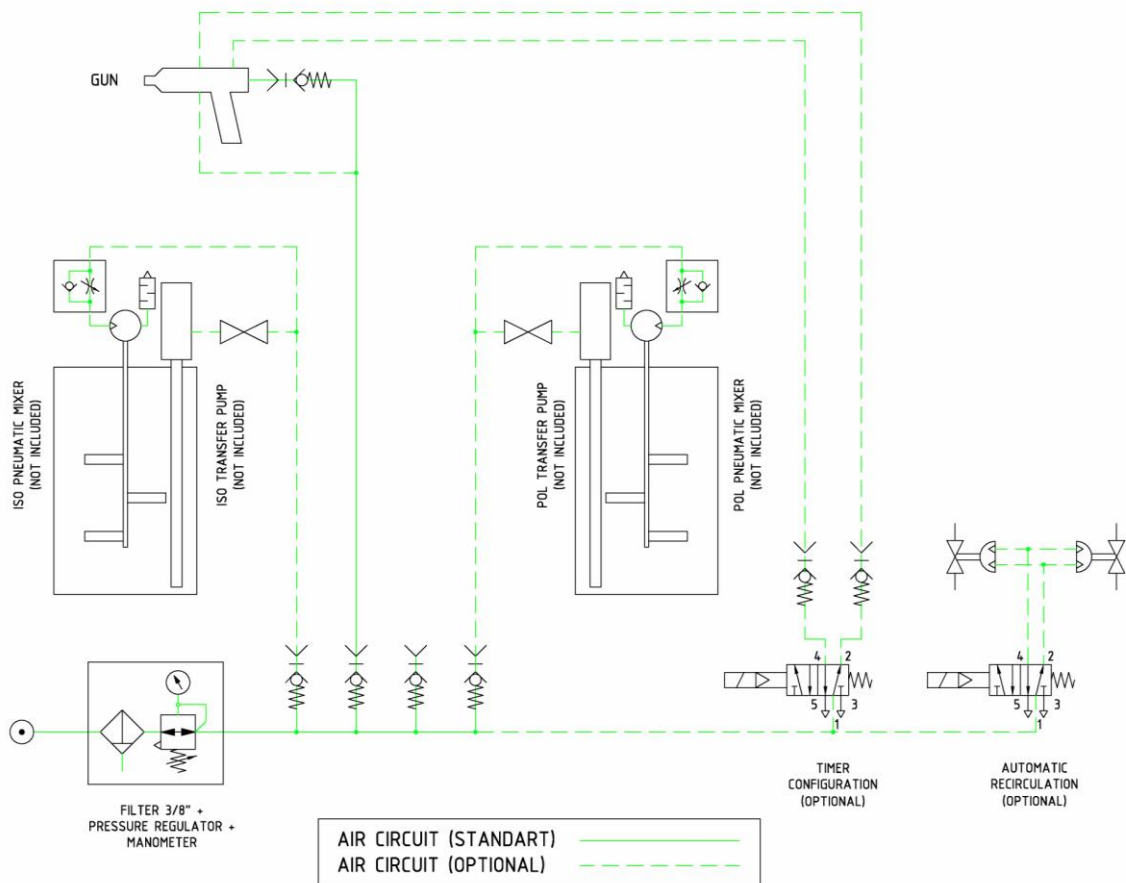 GUN
ISO PNEUMATIC MIXER
(NOT INCLUDED)
ISO TRANSFER PUMP
(NOT INCLUDED)
POL TRANSFER PUMP
(NOT INCLUDED)
POL PNEUMATIC MIXER
(NOT INCLUDED)
4 2
5 3
1
4 2
5 3
1
TIMER
CONFIGURATION
(OPTIONAL)
AUTOMATIC
RECIRCULATION
(OPTIONAL)
FILTER 3/8" +
PRESSURE REGULATOR +
MANOMETER
AIR CIRCUIT (STANDART)
AIR CIRCUIT (OPTIONAL)